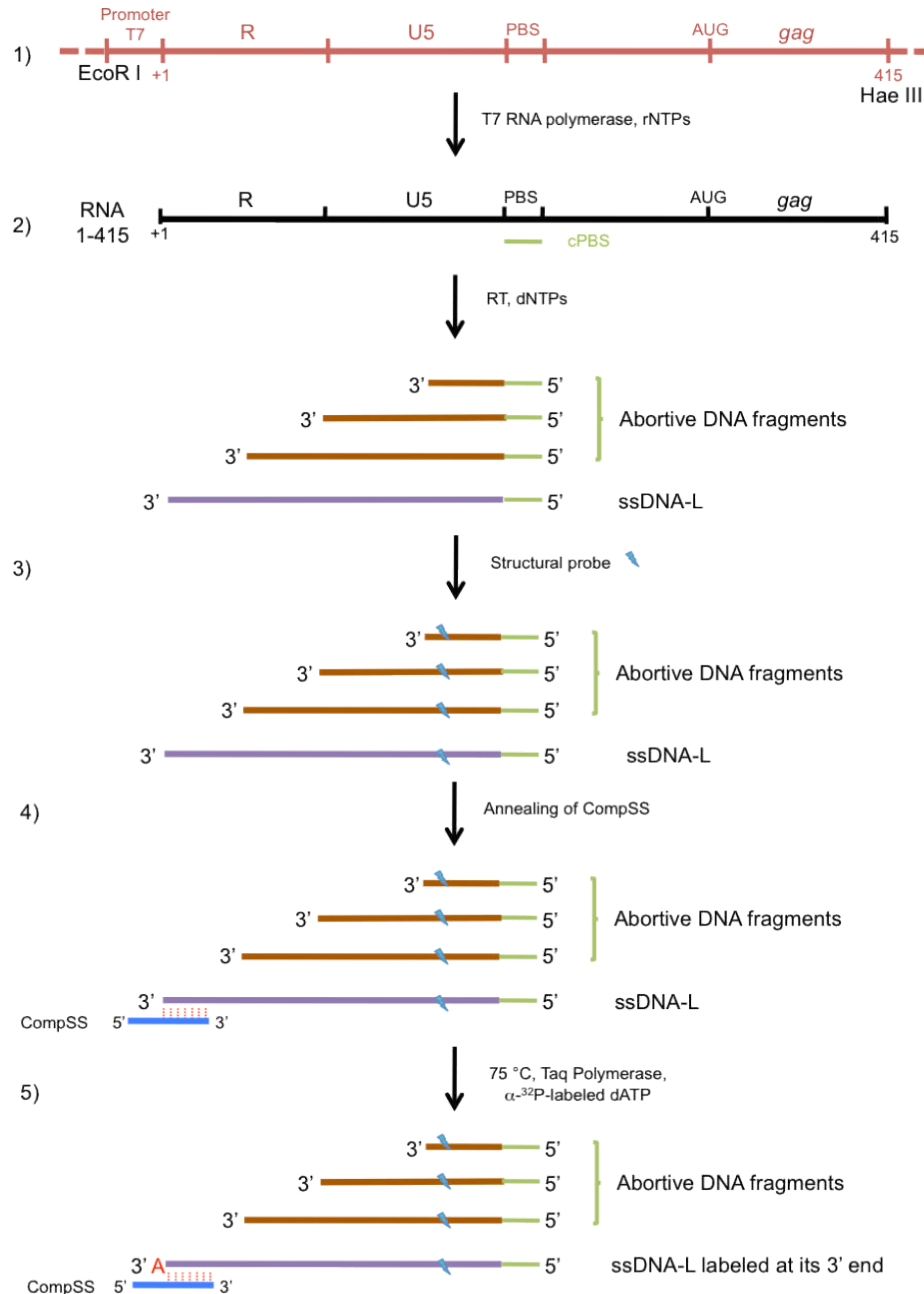 Promoter
T7 R U5 PBS AUG gag
1)
EcoR I +1 415
Hae III
T7 RNA polymerase, rNTPs
R U5 PBS AUG gag
2) RNA
1-415
+1 cPBS 415
RT, dNTPs
3’ 5’
3’ 5’ Abortive DNA fragments
3’ 5’
3’ 5’ ssDNA-L
3) Structural probe
3’ 5’
3’ 5’ Abortive DNA fragments
3’ 5’
3’ 5’ ssDNA-L
4) Annealing of CompSS
3’ 5’
3’ 5’ Abortive DNA fragments
3’ 5’
3’ 5’ ssDNA-L
CompSS 5’ 3’
75 °C, Taq Polymerase,
5) α-³²P-labeled dATP
3’ 5’
3’ 5’ Abortive DNA fragments
3’ 5’
3’ A 5’ ssDNA-L labeled at its 3’ end
CompSS 5’ 3’